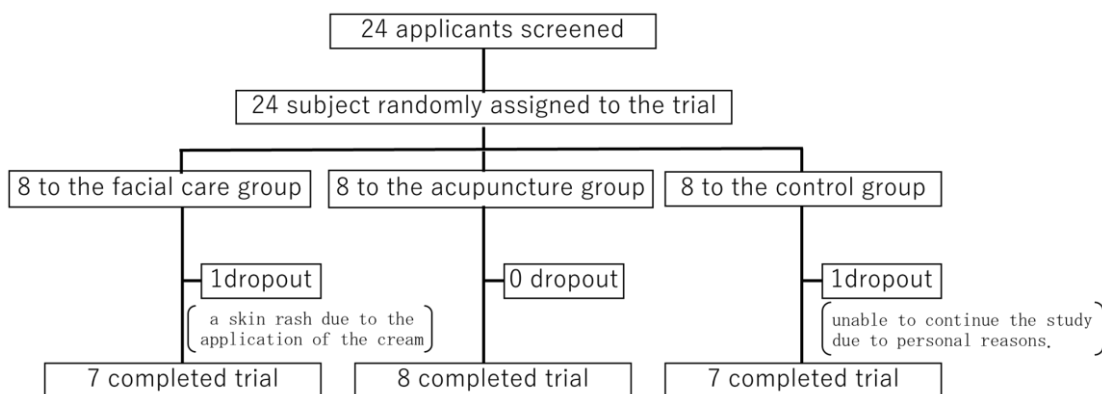 24 applicants screened
24 subject randomly assigned to the trial
8 to the facial care group
8 to the acupuncture group
8 to the control group
1dropout
0 dropout
1dropout
a skin rash due to the
application of the cream
unable to continue the study
due to personal reasons.
7 completed trial
8 completed trial
7 completed trial